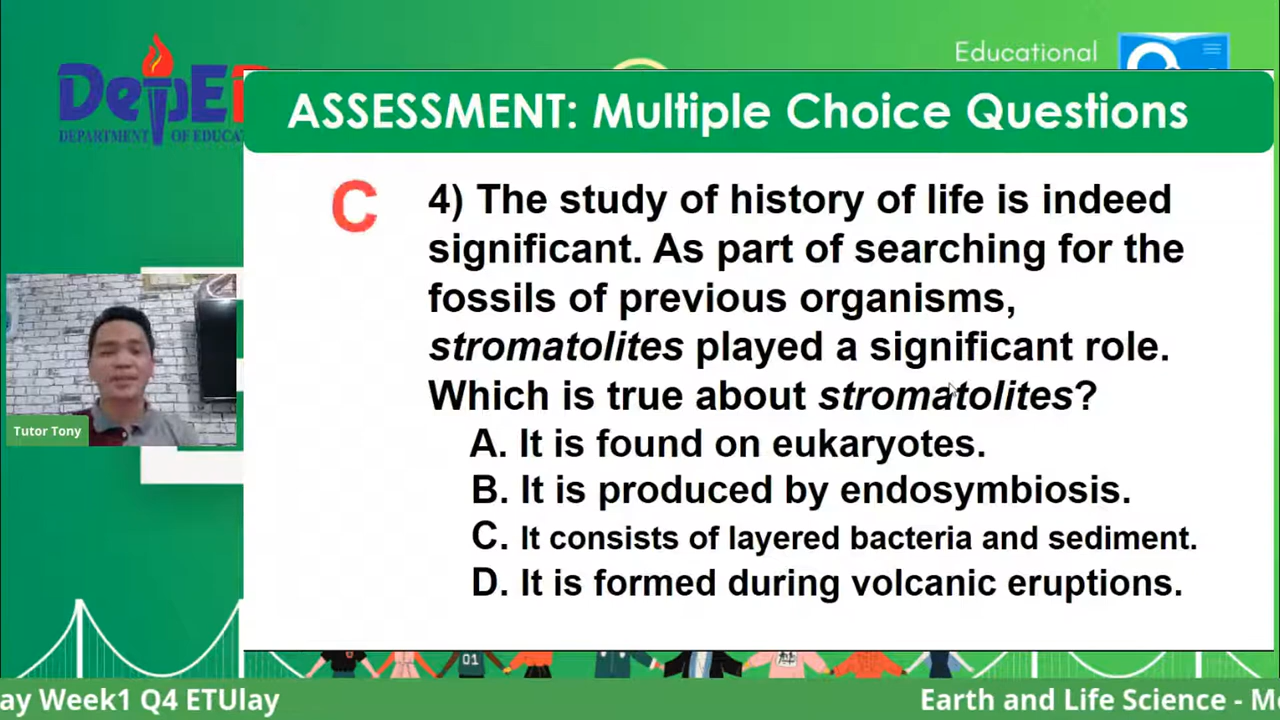 Educational
DepE
DEPARTMENT OF EDUCAT
ASSESSMENT: Multiple Choice Questions
C
4) The study of history of life is indeed
significant. As part of searching for the
fossils of previous organisms,
stromatolites played a significant role.
Which is true about stromatolites?
A. It is found on eukaryotes.
B. It is produced by endosymbiosis.
C. It consists of layered bacteria and sediment.
D. It is formed during volcanic eruptions.
Tutor Tony
01
ay Week1 Q4 ETUlay
Earth and Life Science - M